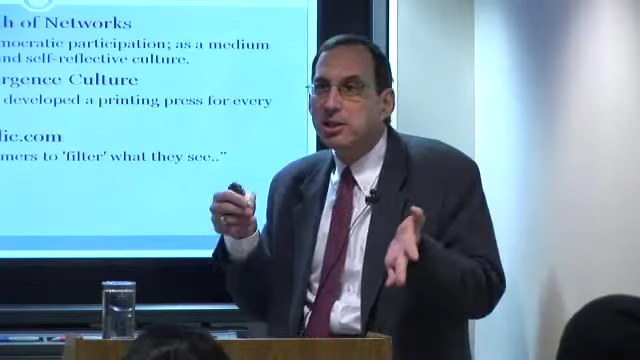 h of Networks
mocratic participation; as a medium
nd self-reflective culture.
rgence Culture
developed a printing press for every
lic.com
mers to 'filter' what they see.."